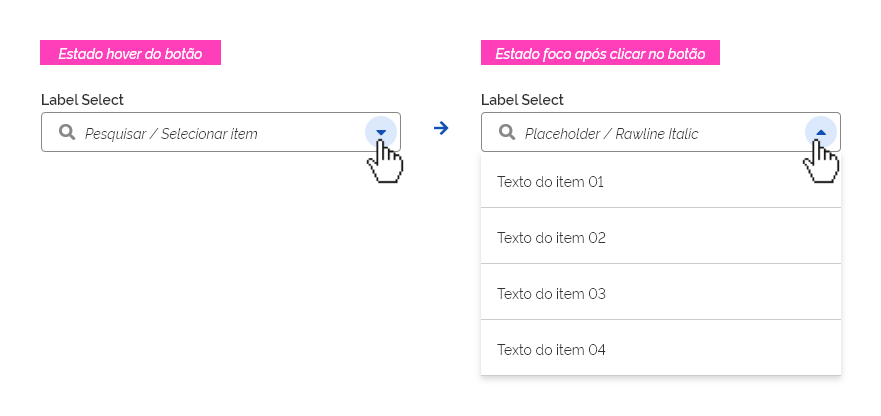 Estado hover do botão
Label Select
Pesquisar / Selecionar item
Estado foco após clicar no botão
Label Select
Placeholder / Rawline Italic
Texto do item 01
Texto do item 02
Texto do item 03
Texto do item 04